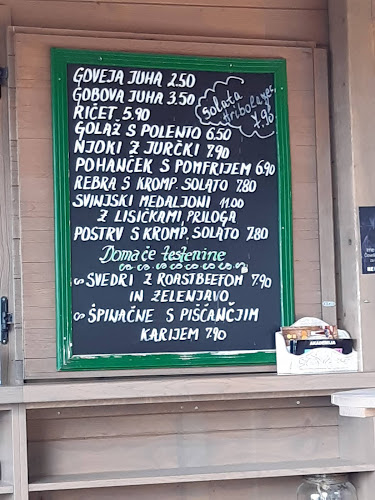 GOVEJA JUHA 2.50
GOBOVA JUHA 3.50
RIČET 5.90
GOLAŽ S POLENTO 6.50
NJOKI Z JURČKI 7.90
POHANČEK S POMFRIJEM 6.90
REBRA S KROMP. SOLATO 7.80
SVINJSKI MEDALJONI 11.00
Z LISIČKAMI, PRILOGA
POSTRV S KROMP. SOLATO 7.80
Solata
7.90
Domače testenine
SVEDRI Z ROASTBEEFOM 7.90
IN ZELENJAVO
ŠPINAČNE S PIŠČANČJIM
KARIJEM 7.90